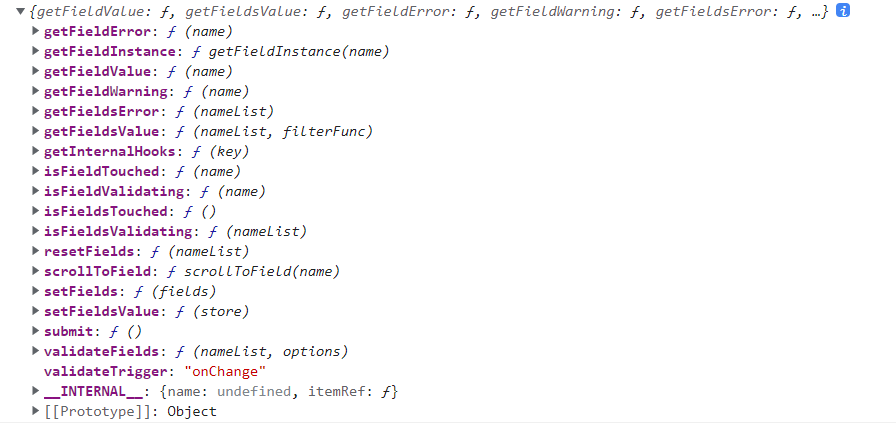 {getFieldValue: ƒ, getFieldsValue: ƒ, getFieldError: ƒ, getFieldWarning: ƒ, getFieldsError: ƒ, …} i
getFieldError: ƒ (name)
getFieldInstance: ƒ getFieldInstance(name)
getFieldValue: ƒ (name)
getFieldWarning: ƒ (name)
getFieldsError: ƒ (nameList)
getFieldsValue: ƒ (nameList, filterFunc)
getInternalHooks: ƒ (key)
isFieldTouched: ƒ (name)
isFieldValidating: ƒ (name)
isFieldsTouched: ƒ ()
isFieldsValidating: ƒ (nameList)
resetFields: ƒ (nameList)
scrollToField: ƒ scrollToField(name)
setFields: ƒ (fields)
setFieldsValue: ƒ (store)
submit: ƒ ()
validateFields: ƒ (nameList, options)
validateTrigger: "onChange"
__INTERNAL__: {name: undefined, itemRef: ƒ}
[[Prototype]]: Object